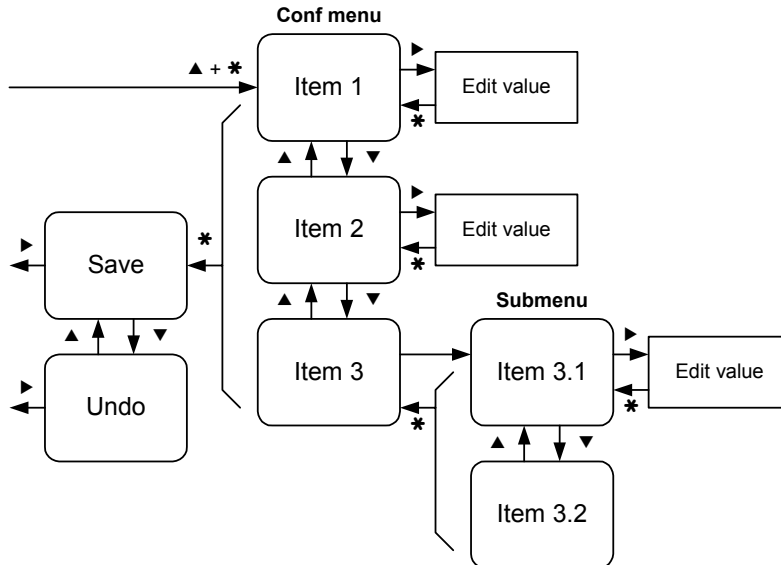 Conf menu
▲ + *
Item 1
▶
Edit value
*
▲
▼
Item 2
▶
Edit value
*
*
Save
▶
▲
▼
▲
▼
Undo
▶
Submenu
Item 3
Item 3.1
▶
Edit value
*
*
▲
▼
Item 3.2